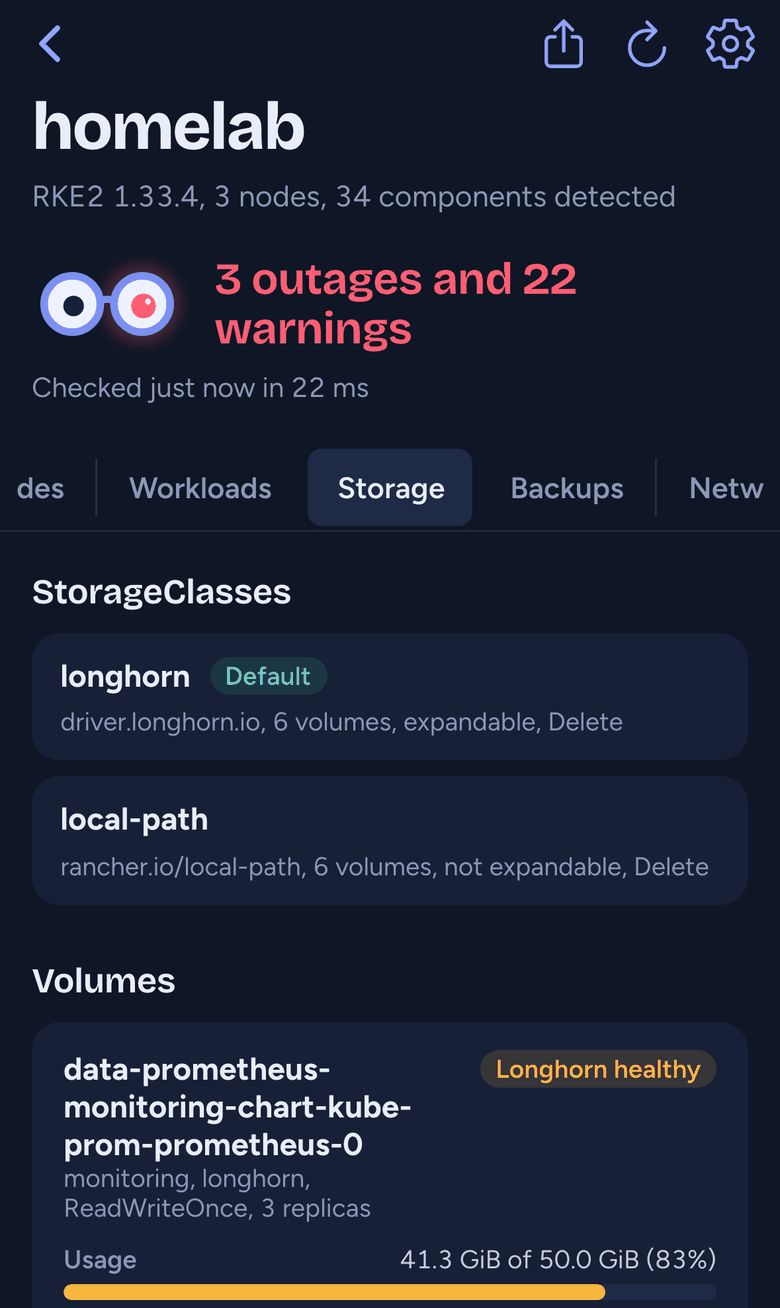 homelab
RKE2 1.33.4, 3 nodes, 34 components detected
3 outages and 22
warnings
Checked just now in 22 ms
des
Workloads
Storage
Backups
Netw
StorageClasses
longhorn Default
driver.longhorn.io, 6 volumes, expandable, Delete
local-path
rancher.io/local-path, 6 volumes, not expandable, Delete
Volumes
data-prometheus-
monitoring-chart-kube-
prom-prometheus-0
Longhorn healthy
monitoring, longhorn,
ReadWriteOnce, 3 replicas
Usage 41.3 GiB of 50.0 GiB (83%)